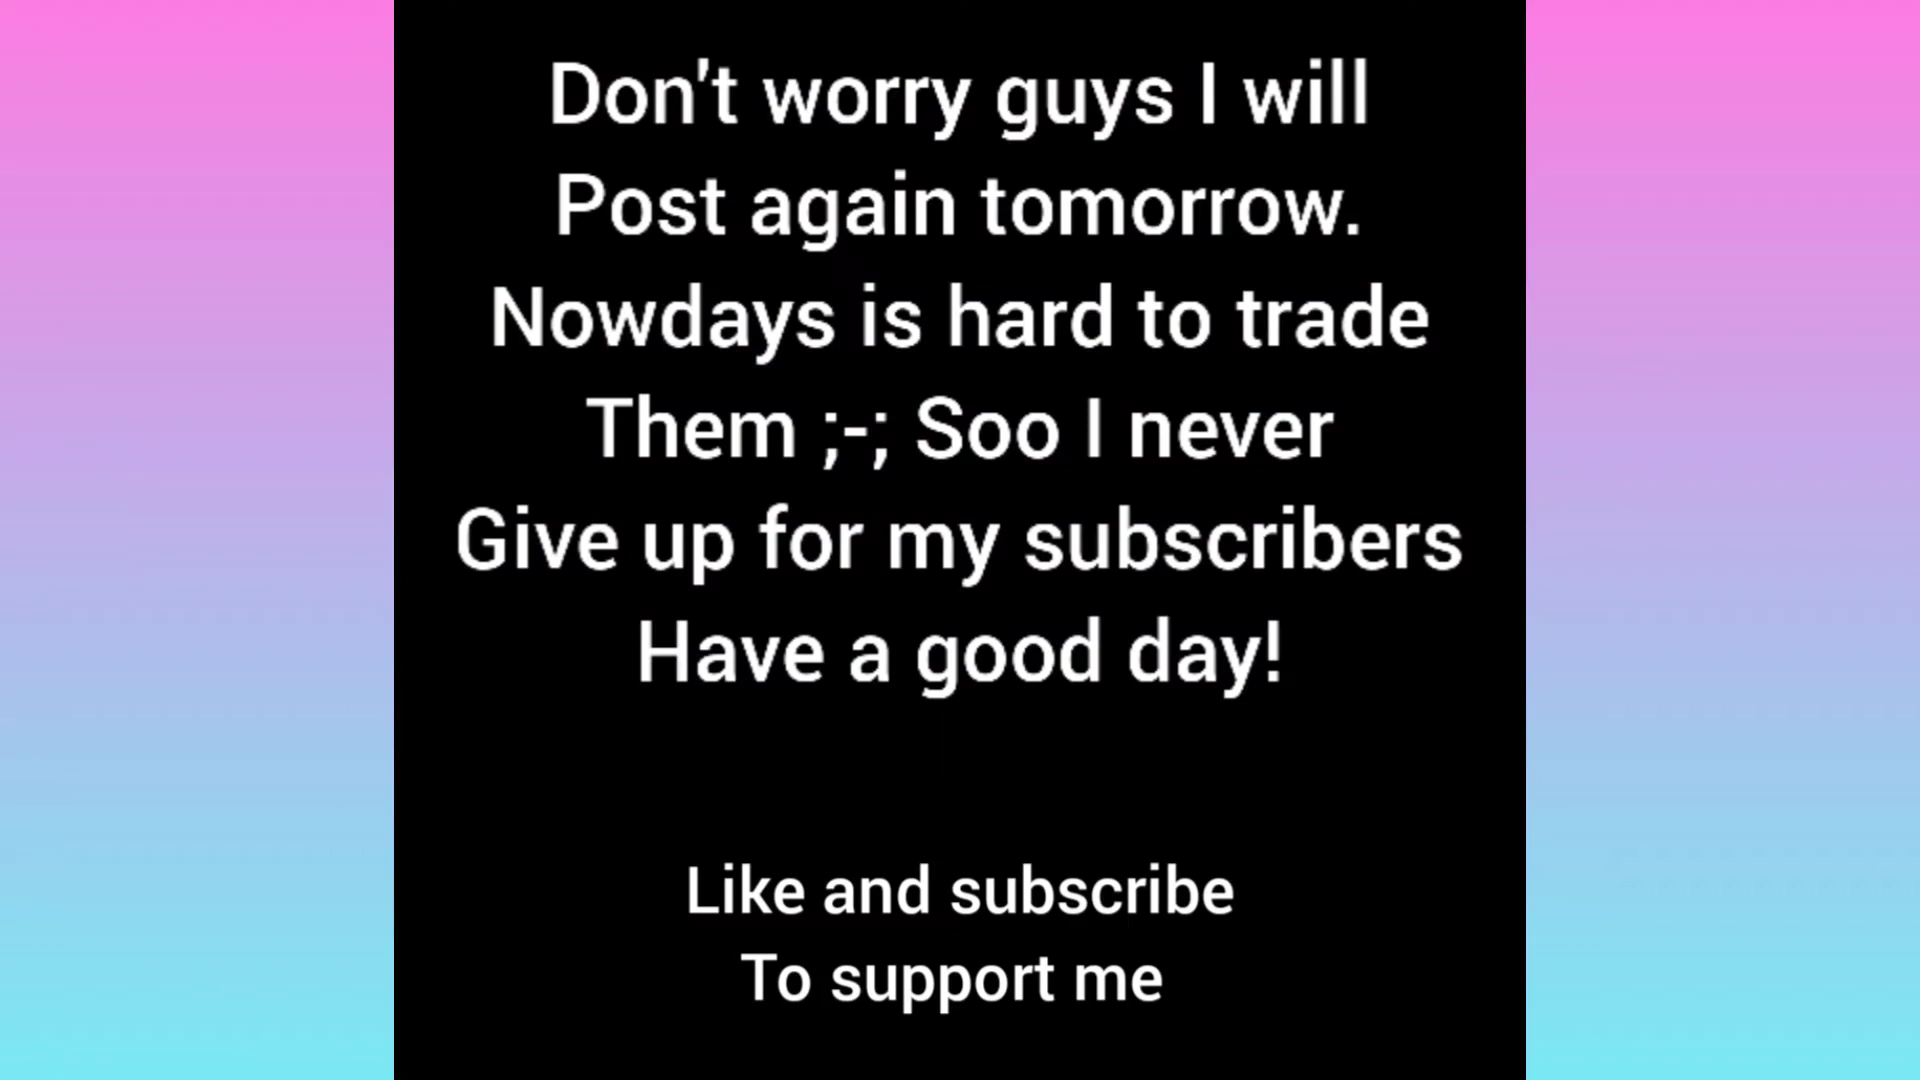 Don't worry guys I will
Post again tomorrow.
Nowdays is hard to trade
Them ;-; Soo I never
Give up for my subscribers
Have a good day!
Like and subscribe
To support me